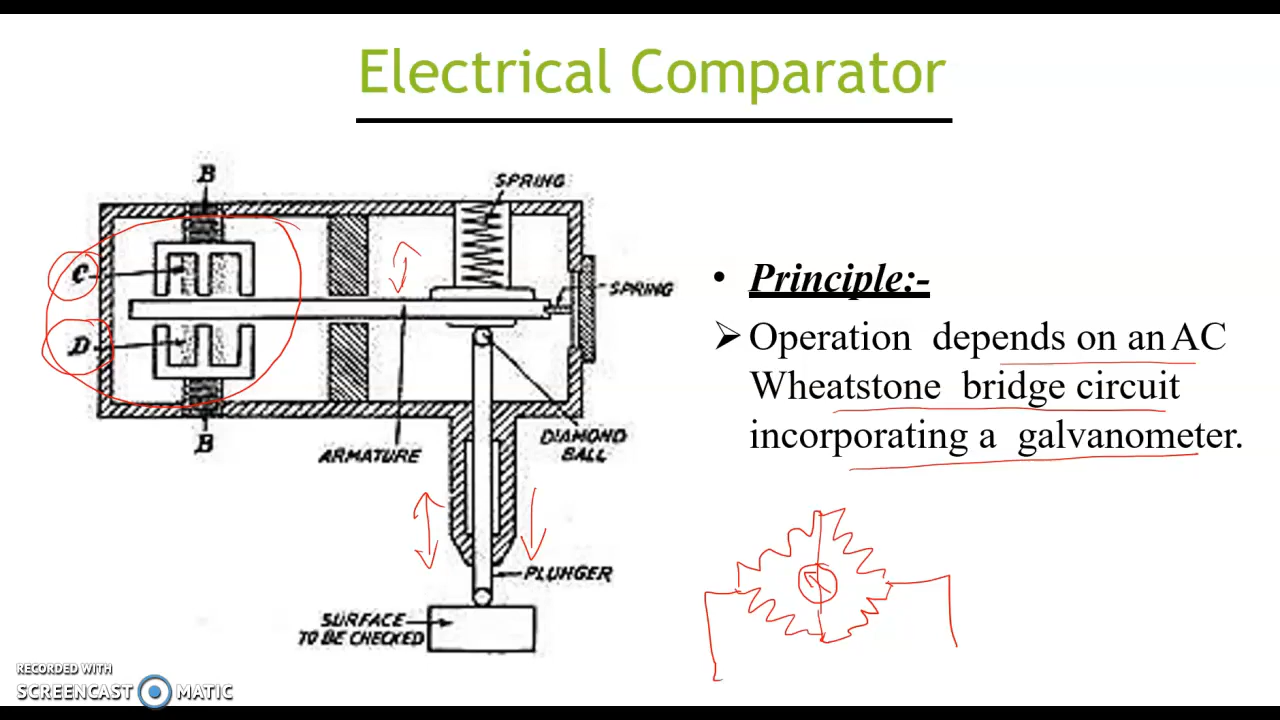 Electrical Comparator
B
SPRING
C
SPRING
D
B
ARMATURE
DIAMOND
BALL
PLUNGER
SURFACE
TO BE CHECKED
• Principle:-
➢ Operation depends on an AC
Wheatstone bridge circuit
incorporating a galvanometer.
RECORDED WITH
SCREENCAST MATIC